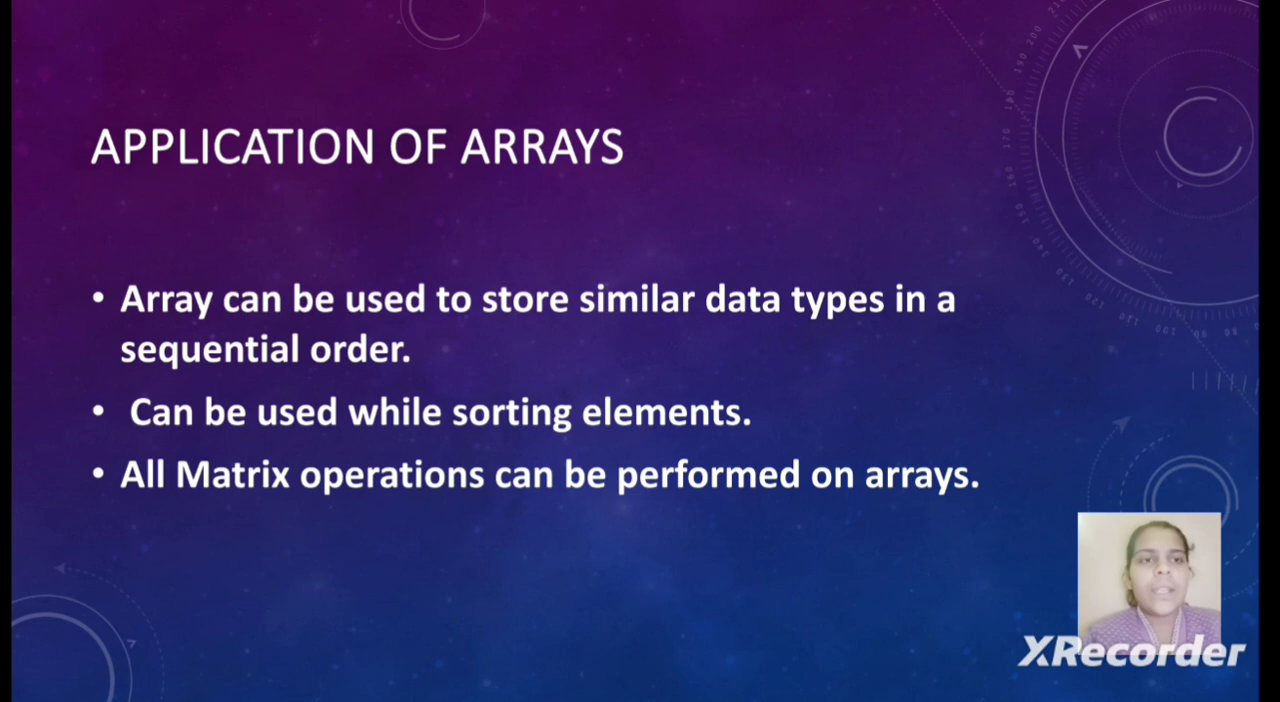 APPLICATION OF ARRAYS
• Array can be used to store similar data types in a
sequential order.
• Can be used while sorting elements.
• All Matrix operations can be performed on arrays.
XRecorder